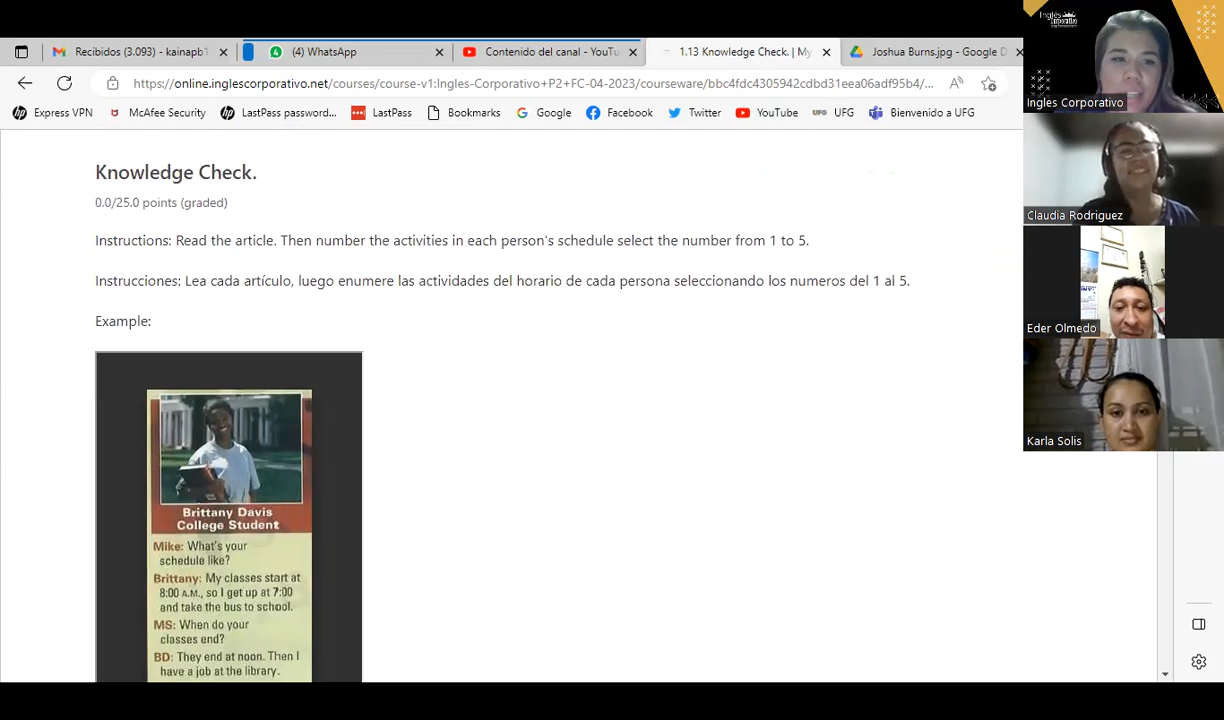 Recibidos (3.093) - kainapb1
(4) WhatsApp
Contenido del canal - YouTu
1.13 Knowledge Check. | My
Joshua Burns.jpg - Google D
https://online.inglescorporativo.net/courses/course-v1:Ingles-Corporativo+P2+FC-04-2023/courseware/bbc4fdc4305942cdbd31eea06adf95b4/...
Express VPN
McAfee Security
LastPass password...
LastPass
Bookmarks
Google
Facebook
Twitter
YouTube
UFG
Bienvenido a UFG
Knowledge Check.
0.0/25.0 points (graded)
Instructions: Read the article. Then number the activities in each person's schedule select the number from 1 to 5.
Instrucciones: Lea cada artículo, luego enumere las actividades del horario de cada persona seleccionando los numeros del 1 al 5.
Example:
Brittany Davis
College Student
Mike: What's your
schedule like?
Brittany: My classes start at
8:00 A.M., so I get up at 7:00
and take the bus to school.
MS: When do your
classes end?
BD: They end at noon. Then I
have a job at the library.
Inglés
Corporativo
Ingles Corporativo
Claudia Rodriguez
Eder Olmedo
Karla Solis